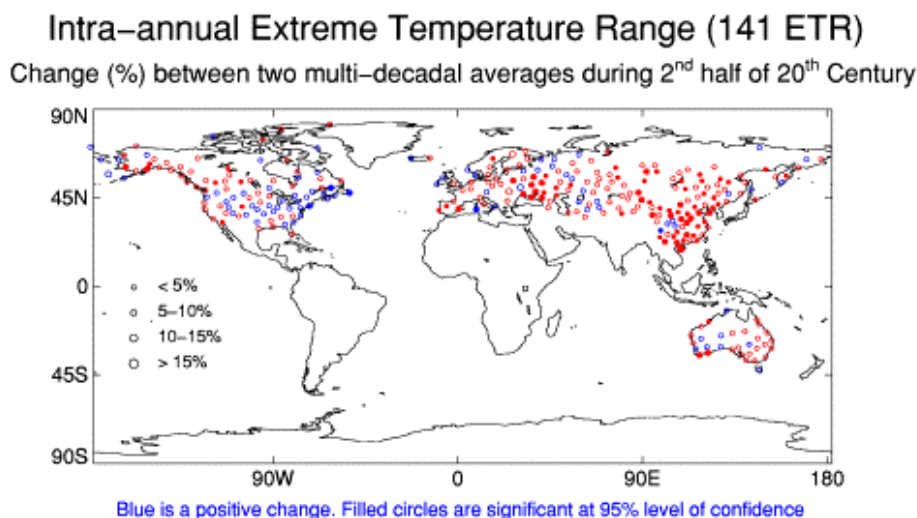 Intra-annual Extreme Temperature Range (141 ETR)
Change (%) between two multi-decadal averages during 2nd half of 20th Century
90N
45N
0
45S
90S
< 5%
5-10%
10-15%
> 15%
90W
0
90E
180
Blue is a positive change. Filled circles are significant at 95% level of confidence